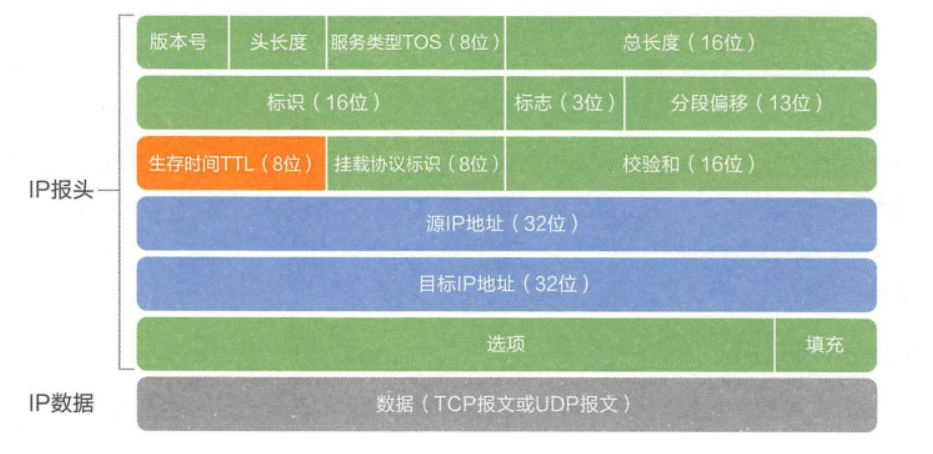 版本号 头长度 服务类型TOS（8位） 总长度（16位）
标识（16位） 标志（3位） 分段偏移（13位）
生存时间TTL（8位） 挂载协议标识（8位） 校验和（16位）
IP报头
源IP地址（32位）
目标IP地址（32位）
选项 填充
IP数据 数据（TCP报文或UDP报文）